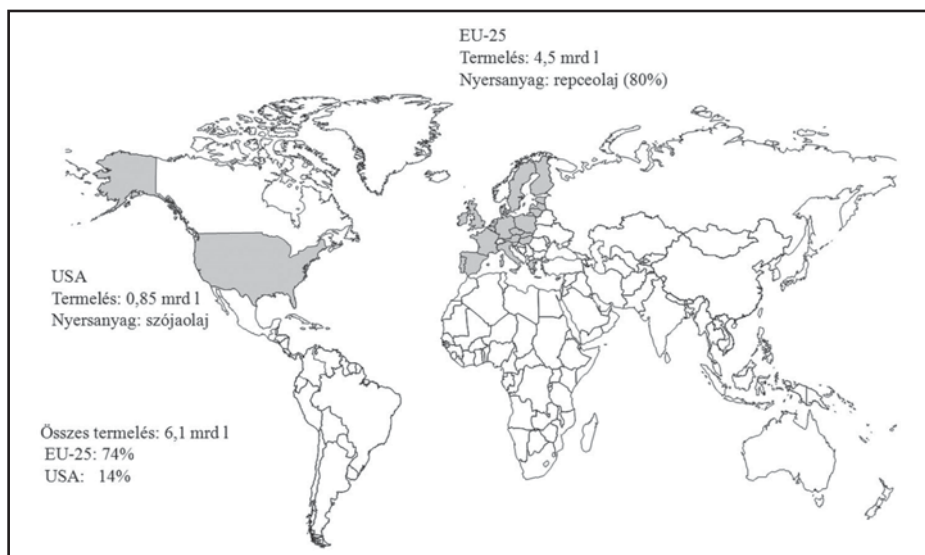 EU-25
Termelés: 4,5 mrd l
Nyersanyag: repceolaj (80%)
USA
Termelés: 0,85 mrd l
Nyersanyag: szójaolaj
Összes termelés: 6,1 mrd l
EU-25: 74%
USA: 14%